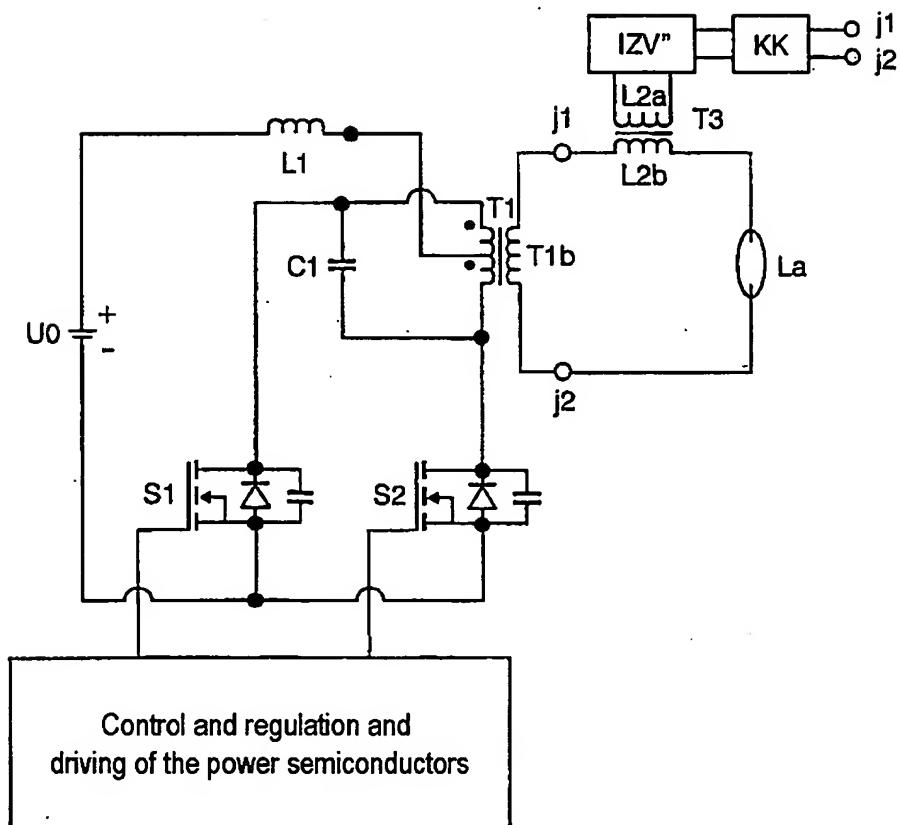 IZV" KK j1
j2
L2a
j1 T3
L2b
L1
T1
C1 T1b La
U0 +
-
j2
S1 S2
Control and regulation and
driving of the power semiconductors